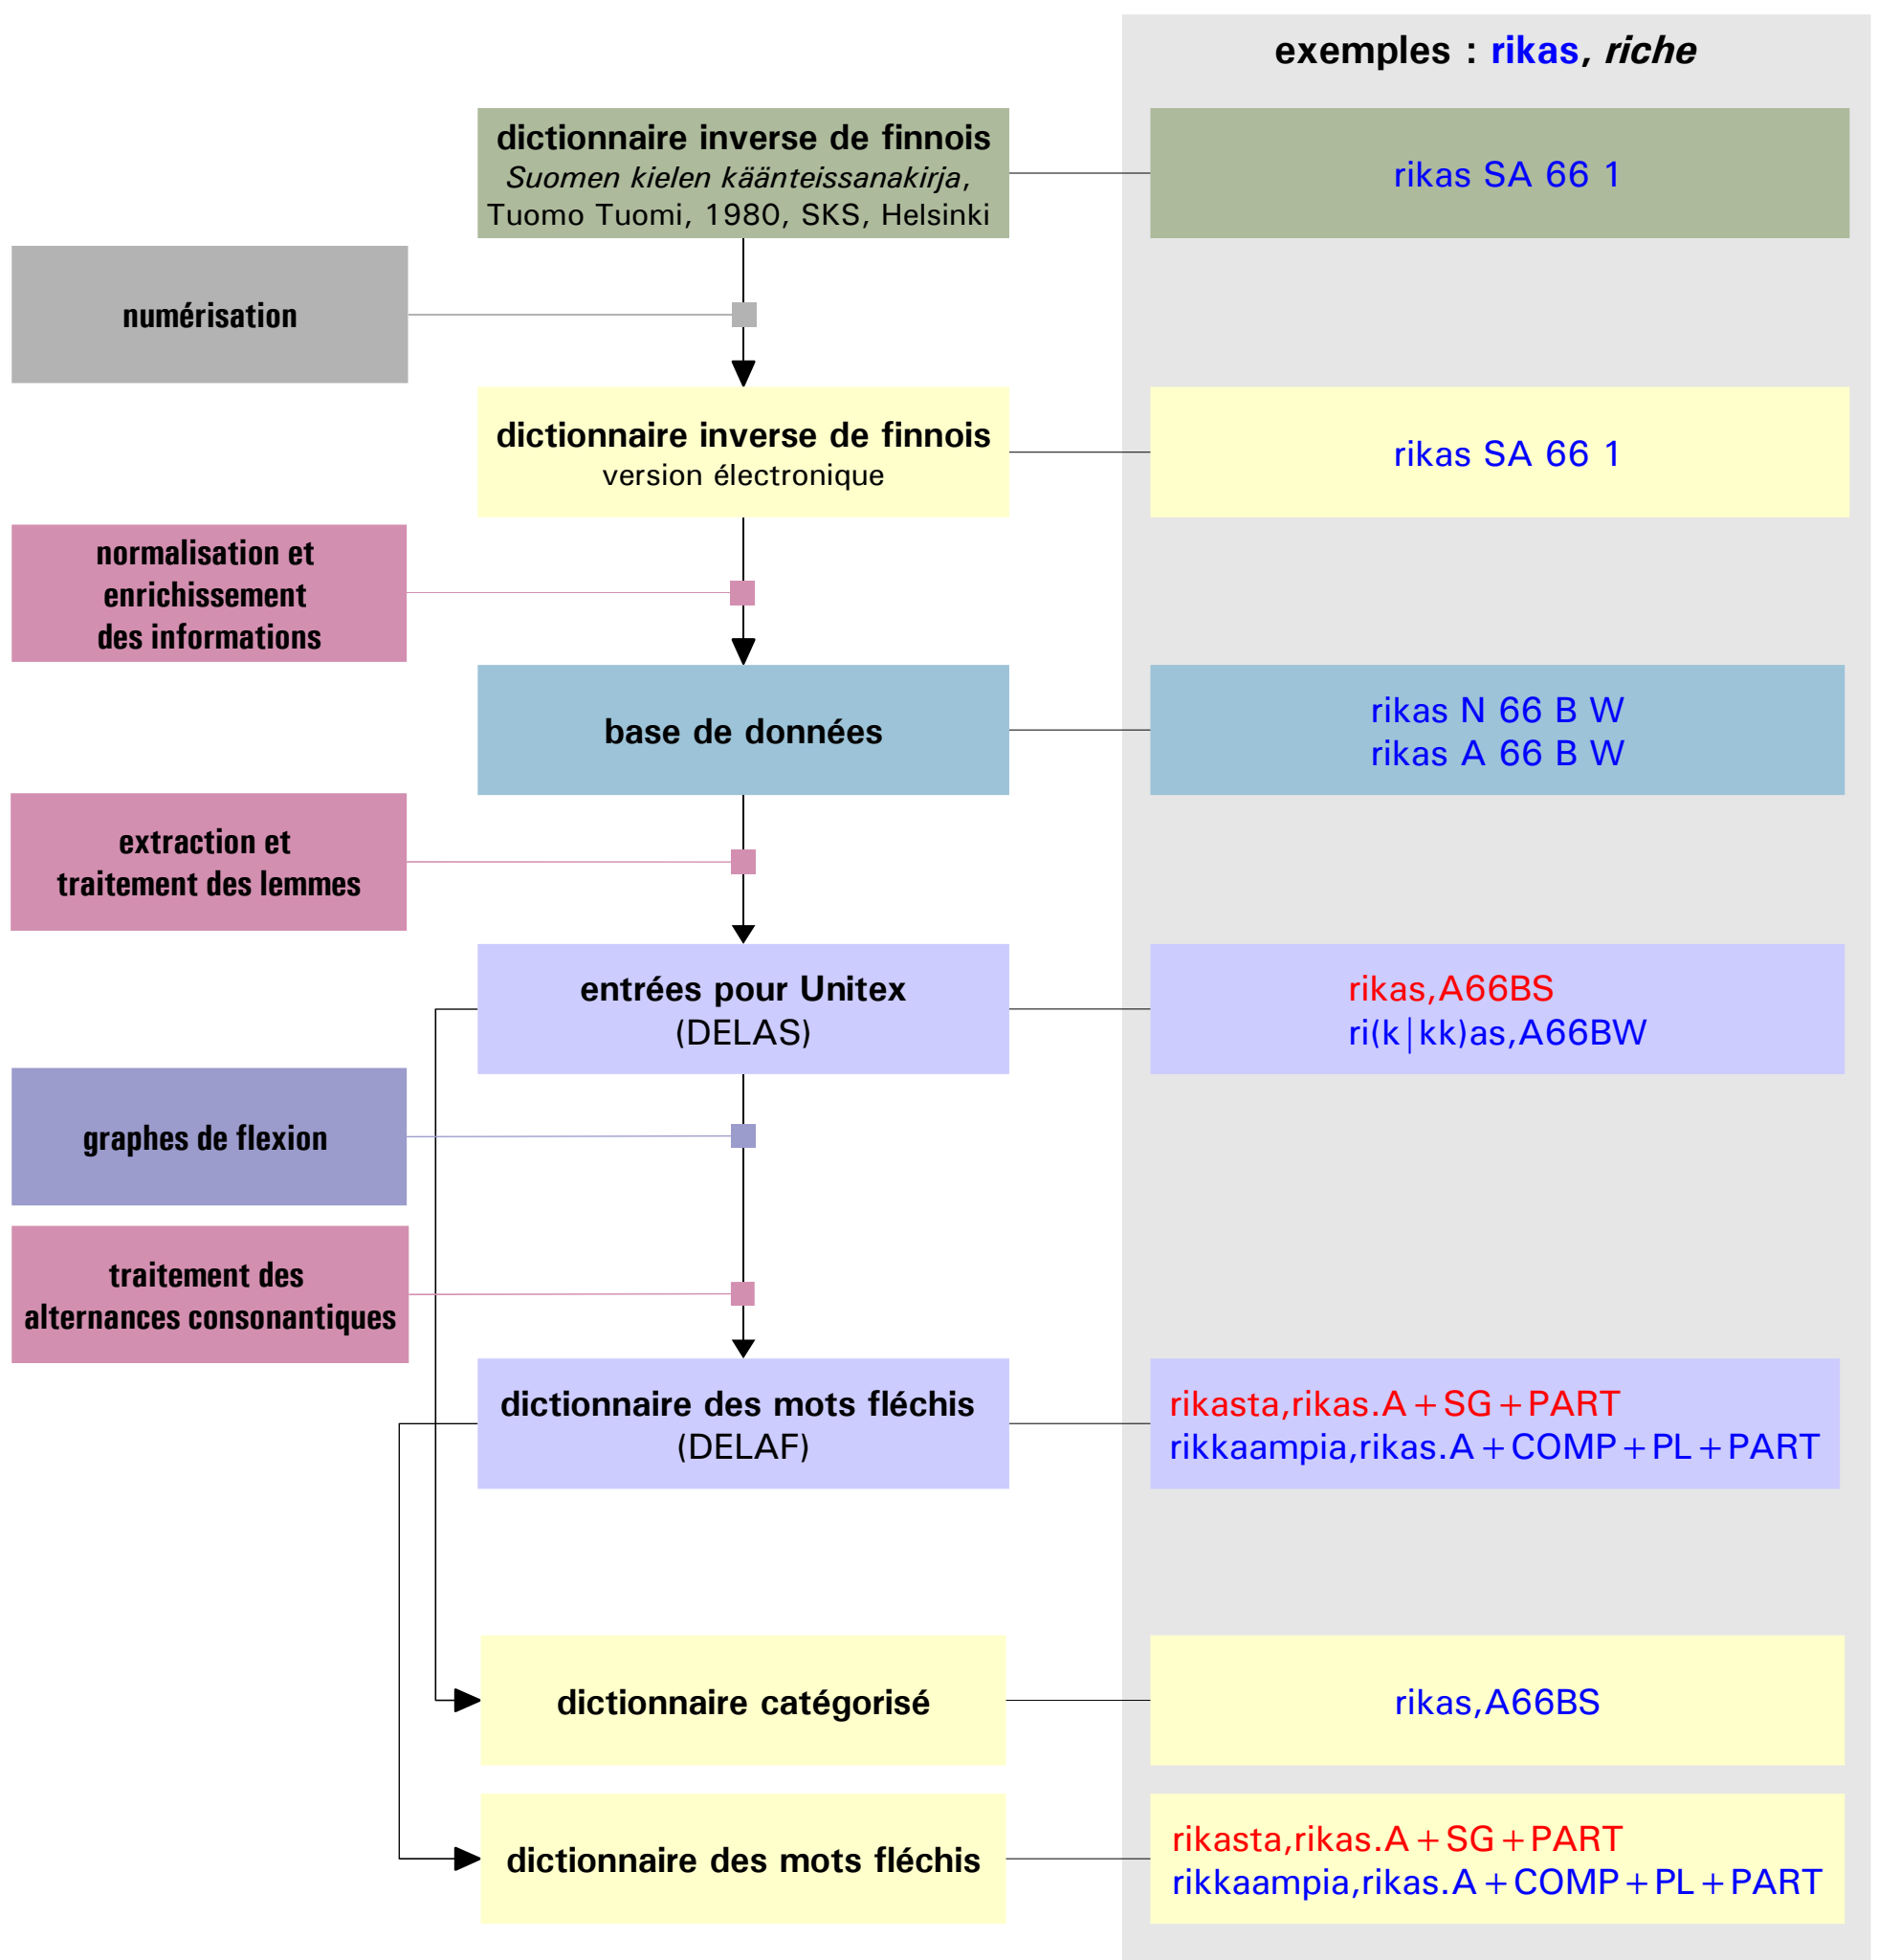 exemples : rikas, riche
dictionnaire inverse de finnois
Suomen kielen käänteissanakirja,
Tuomo Tuomi, 1980, SKS, Helsinki
rikas SA 66 1
numérisation
dictionnaire inverse de finnois
version électronique
rikas SA 66 1
normalisation et
enrichissement
des informations
base de données
rikas N 66 B W
rikas A 66 B W
extraction et
traitement des lemmes
entrées pour Unitex
(DELAS)
rikas,A66BS
ri(k|kk)as,A66BW
graphes de flexion
traitement des
alternances consonantiques
dictionnaire des mots fléchis
(DELAF)
rikasta,rikas.A+SG+PART
rikkaampia,rikas.A+COMP+PL+PART
dictionnaire catégorisé
rikas,A66BS
dictionnaire des mots fléchis
rikasta,rikas.A+SG+PART
rikkaampia,rikas.A+COMP+PL+PART